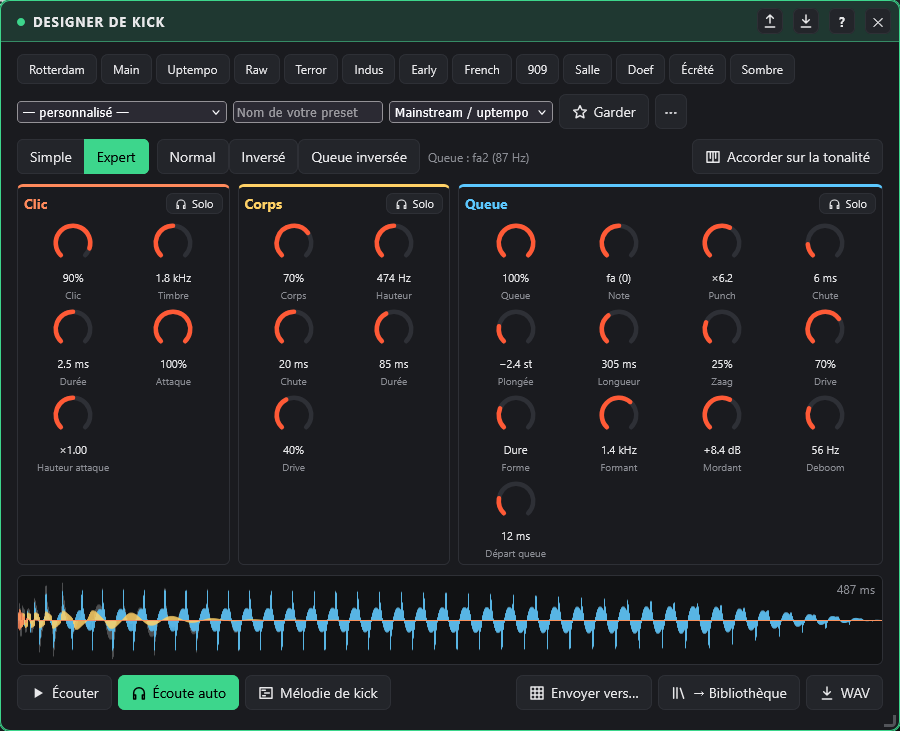 DESIGNER DE KICK ?
Rotterdam Main Uptempo Raw Terror Indus Early French 909 Salle Doef Écrêté Sombre
— personnalisé — Nom de votre preset Mainstream / uptempo Garder ...
Simple Expert Normal Inversé Queue inversée Queue : fa2 (87 Hz) Accorder sur la tonalité
Clic Solo Corps Solo Queue Solo
90% 1.8 kHz 70% 474 Hz 100% fa (0) ×6.2 6 ms
Clic Timbre Corps Hauteur Queue Note Punch Chute
2.5 ms 100% 20 ms 85 ms −2.4 st 305 ms 25% 70%
Durée Attaque Chute Durée Plongée Longueur Zaag Drive
×1.00 40% Dure 1.4 kHz +8.4 dB 56 Hz
Hauteur attaque Drive Forme Formant Mordant Deboom
12 ms
Départ queue
487 ms
Écouter Écoute auto Mélodie de kick Envoyer vers... → Bibliothèque WAV